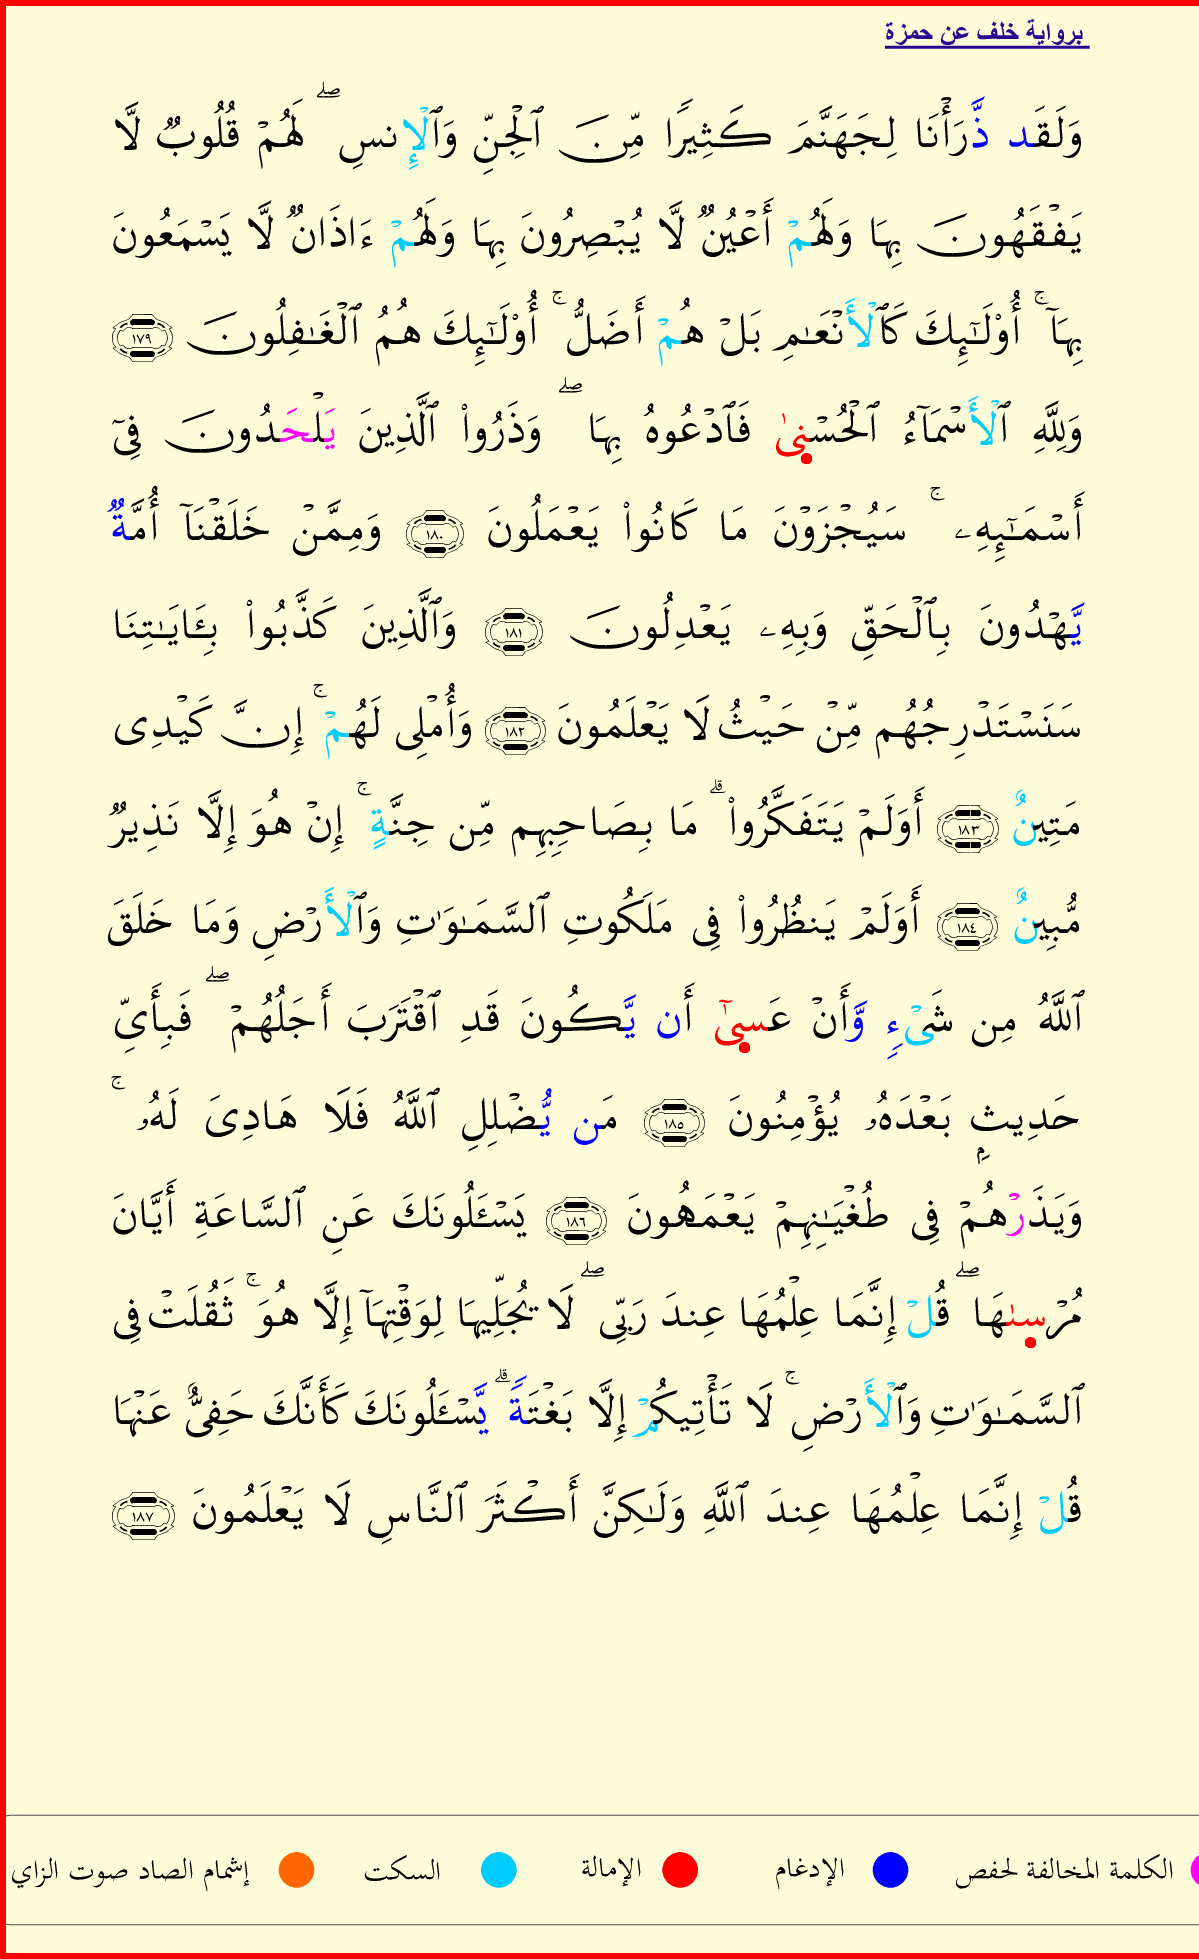 برواية خلف عن حمزة
وَلَقَد ذَّرَأْنَا لِجَهَنَّمَ كَثِيرًا مِّنَ ٱلْجِنِّ وَٱلْإِنسِ ۖ لَهُمْ قُلُوبٌ لَّا
يَفْقَهُونَ بِهَا وَلَهُمْ أَعْيُنٌ لَّا يُبْصِرُونَ بِهَا وَلَهُمْ ءَاذَانٌ لَّا يَسْمَعُونَ
بِهَآ ۚ أُوْلَـٰٓئِكَ كَٱلْأَنْعَـٰمِ بَلْ هُمْ أَضَلُّ ۚ أُوْلَـٰٓئِكَ هُمُ ٱلْغَـٰفِلُونَ ١٧٩
وَلِلَّهِ ٱلْأَسْمَآءُ ٱلْحُسْنىٰ فَٱدْعُوهُ بِهَا ۖ وَذَرُوا۟ ٱلَّذِينَ يَلْحَدُونَ فِىٓ
أَسْمَـٰٓئِهِۦ ۚ سَيُجْزَوْنَ مَا كَانُوا۟ يَعْمَلُونَ ١٨٠ وَمِمَّنْ خَلَقْنَآ أُمَّةٌ
يَّهْدُونَ بِٱلْحَقِّ وَبِهِۦ يَعْدِلُونَ ١٨١ وَٱلَّذِينَ كَذَّبُوا۟ بِـَٔايَـٰتِنَا
سَنَسْتَدْرِجُهُم مِّنْ حَيْثُ لَا يَعْلَمُونَ ١٨٢ وَأُمْلِى لَهُمْ ۚ إِنَّ كَيْدِى
مَتِينٌ ١٨٣ أَوَلَمْ يَتَفَكَّرُوا۟ ۗ مَا بِصَاحِبِهِم مِّن جِنَّةٍ ۚ إِنْ هُوَ إِلَّا نَذِيرٌ
مُّبِينٌ ١٨٤ أَوَلَمْ يَنظُرُوا۟ فِى مَلَكُوتِ ٱلسَّمَـٰوَٰتِ وَٱلْأَرْضِ وَمَا خَلَقَ
ٱللَّهُ مِن شَىْءٍ وَّأَنْ عَسىٰٓ أَن يَّكُونَ قَدِ ٱقْتَرَبَ أَجَلُهُمْ ۖ فَبِأَىِّ
حَدِيثٍۭ بَعْدَهُۥ يُؤْمِنُونَ ١٨٥ مَن يُّضْلِلِ ٱللَّهُ فَلَا هَادِىَ لَهُۥ ۚ
وَيَذَرْهُمْ فِى طُغْيَـٰنِهِمْ يَعْمَهُونَ ١٨٦ يَسْـَٔلُونَكَ عَنِ ٱلسَّاعَةِ أَيَّانَ
مُرْسىٰهَا ۖ قُلْ إِنَّمَا عِلْمُهَا عِندَ رَبِّى ۖ لَا يُجَلِّيهَا لِوَقْتِهَآ إِلَّا هُوَ ۚ ثَقُلَتْ فِى
ٱلسَّمَـٰوَٰتِ وَٱلْأَرْضِ ۚ لَا تَأْتِيكُمْ إِلَّا بَغْتَةً ۗ يَّسْـَٔلُونَكَ كَأَنَّكَ حَفِىٌّ عَنْهَا
قُلْ إِنَّمَا عِلْمُهَا عِندَ ٱللَّهِ وَلَـٰكِنَّ أَكْثَرَ ٱلنَّاسِ لَا يَعْلَمُونَ ١٨٧
الكلمة المخالفة لحفص الإدغام الإمالة السكت إشمام الصاد صوت الزاي